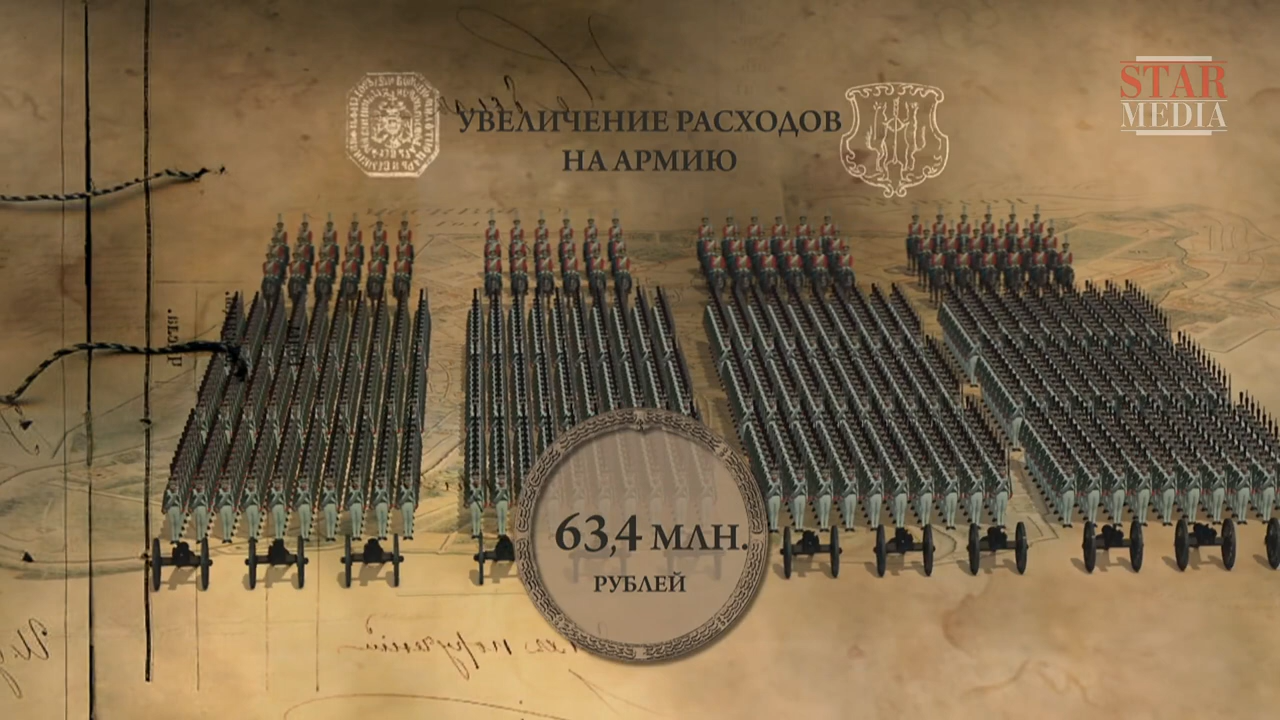 УВЕЛИЧЕНИЕ РАСХОДОВ
НА АРМИЮ
STAR
MEDIA
63,4 МЛН.
РУБЛЕЙ